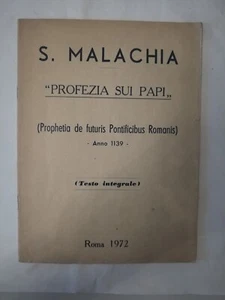 S. MALACHIA
"PROFEZIA SUI PAPI„
(Prophetia de futuris Pontificibus Romanis)
- Anno 1139 -
(Testo integrale)
Roma 1972